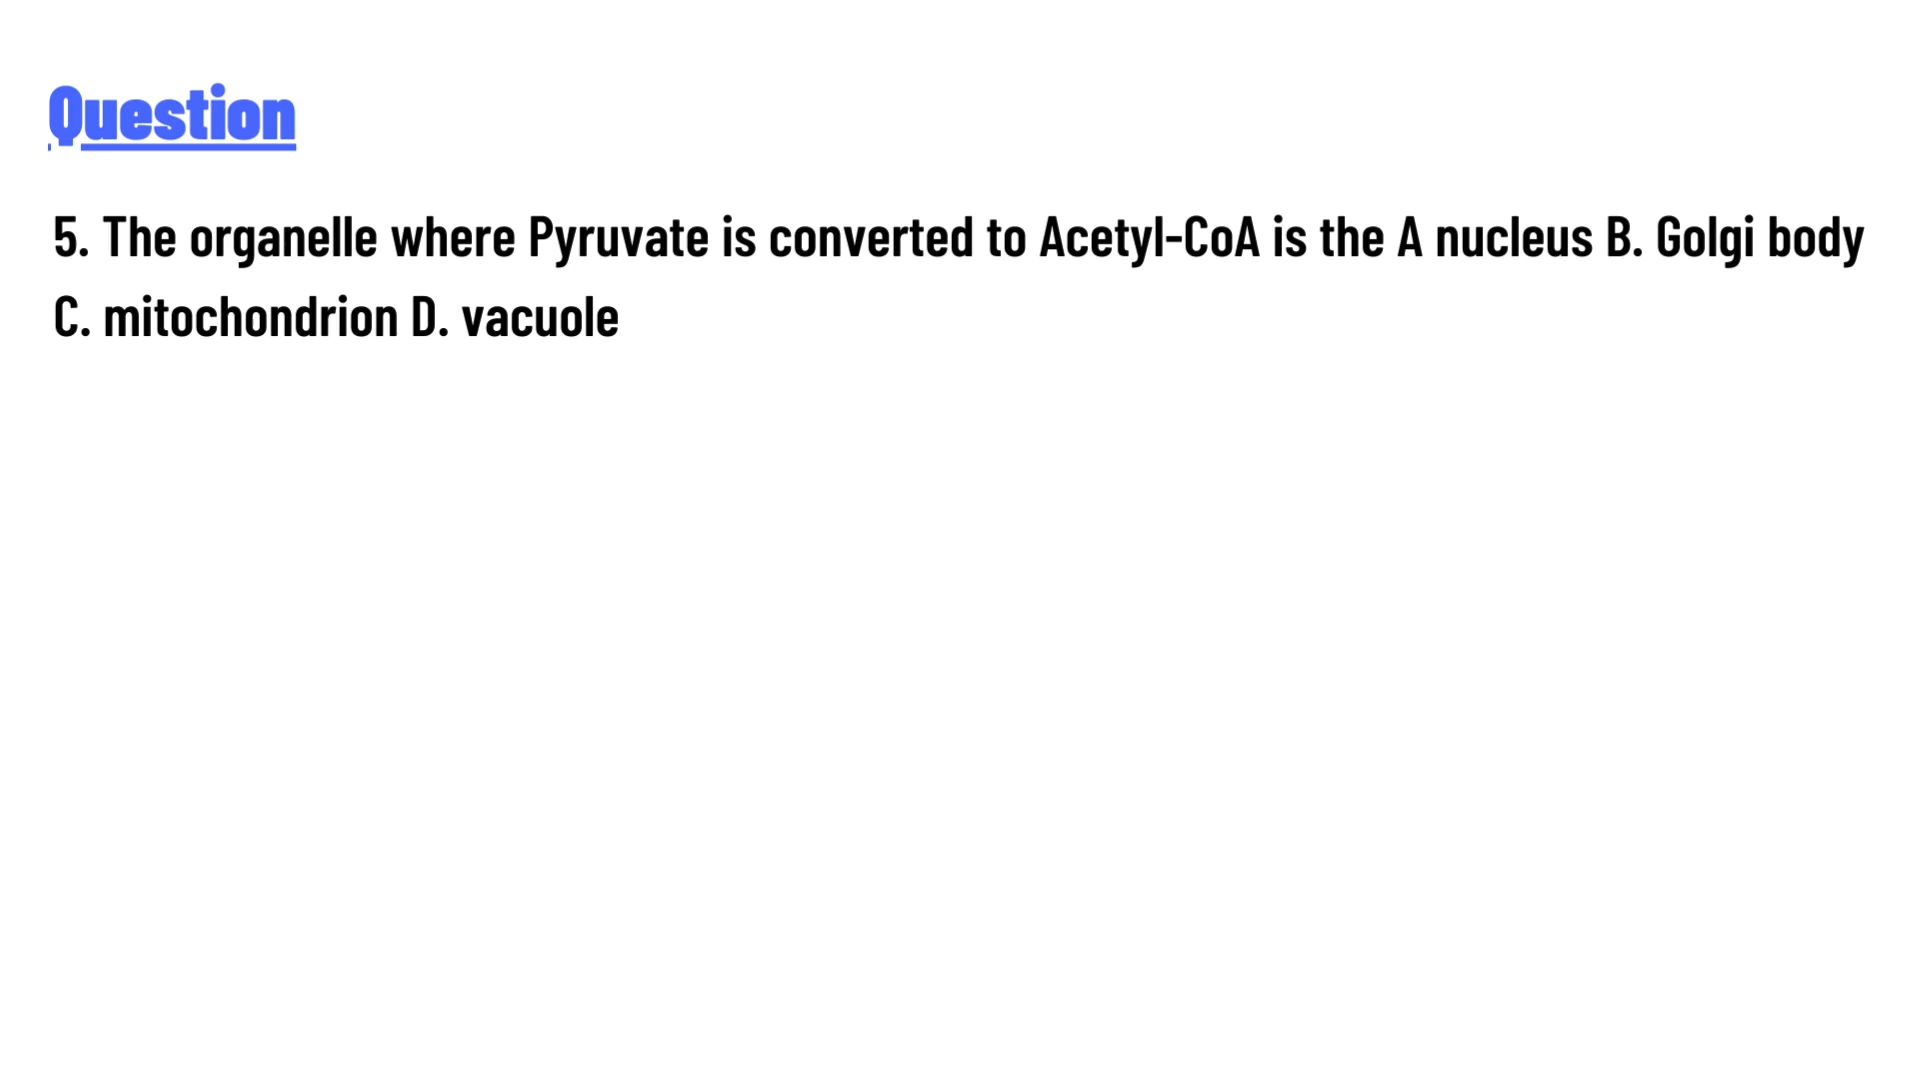 Question
5. The organelle where Pyruvate is converted to Acetyl-CoA is the A nucleus B. Golgi body
C. mitochondrion D. vacuole